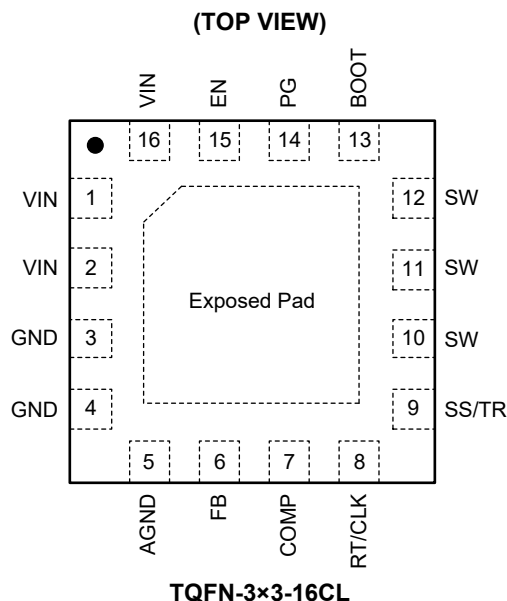 (TOP VIEW)
VIN
EN
PG
BOOT
16
15
14
13
VIN
1
12
SW
VIN
2
11
SW
Exposed Pad
GND
3
10
SW
GND
4
9
SS/TR
5
6
7
8
AGND
FB
COMP
RT/CLK
TQFN-3×3-16CL